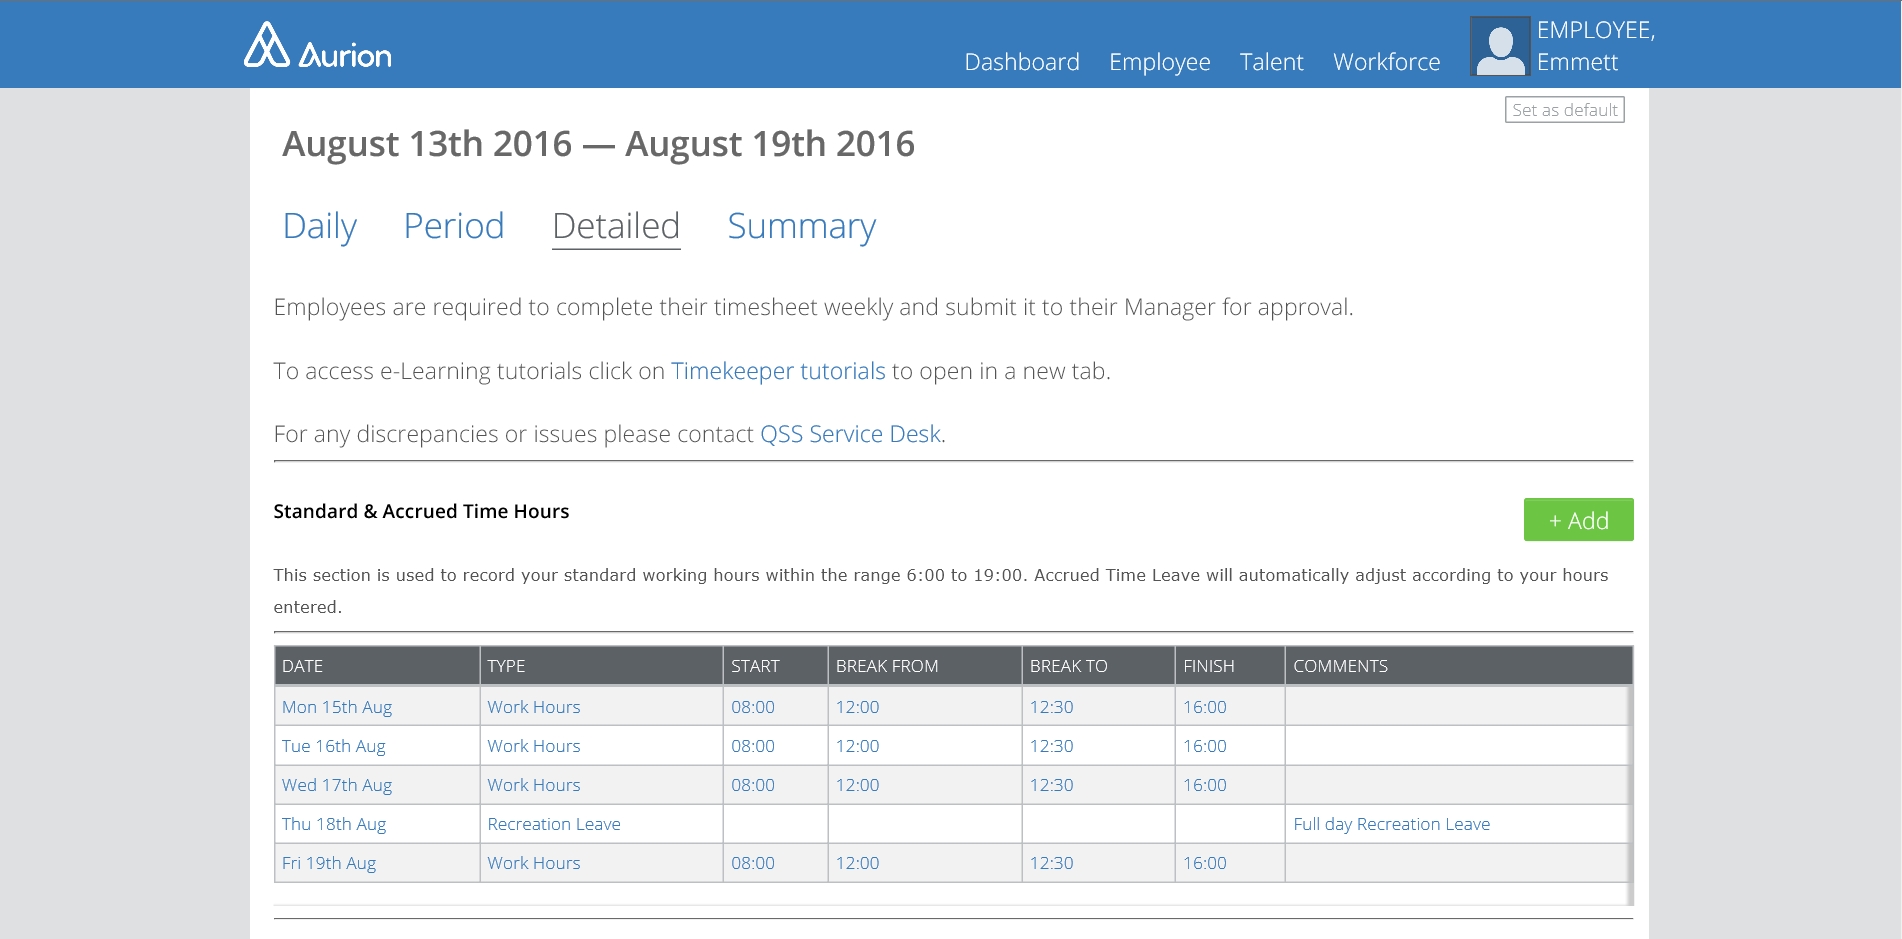 Aurion
Dashboard Employee Talent Workforce
EMPLOYEE,
Emmett
Set as default
August 13th 2016 — August 19th 2016
Daily Period Detailed Summary
Employees are required to complete their timesheet weekly and submit it to their Manager for approval.
To access e-Learning tutorials click on Timekeeper tutorials to open in a new tab.
For any discrepancies or issues please contact QSS Service Desk.
Standard & Accrued Time Hours
+ Add
This section is used to record your standard working hours within the range 6:00 to 19:00. Accrued Time Leave will automatically adjust according to your hours
entered.
DATE TYPE START BREAK FROM BREAK TO FINISH COMMENTS
Mon 15th Aug Work Hours 08:00 12:00 12:30 16:00
Tue 16th Aug Work Hours 08:00 12:00 12:30 16:00
Wed 17th Aug Work Hours 08:00 12:00 12:30 16:00
Thu 18th Aug Recreation Leave Full day Recreation Leave
Fri 19th Aug Work Hours 08:00 12:00 12:30 16:00